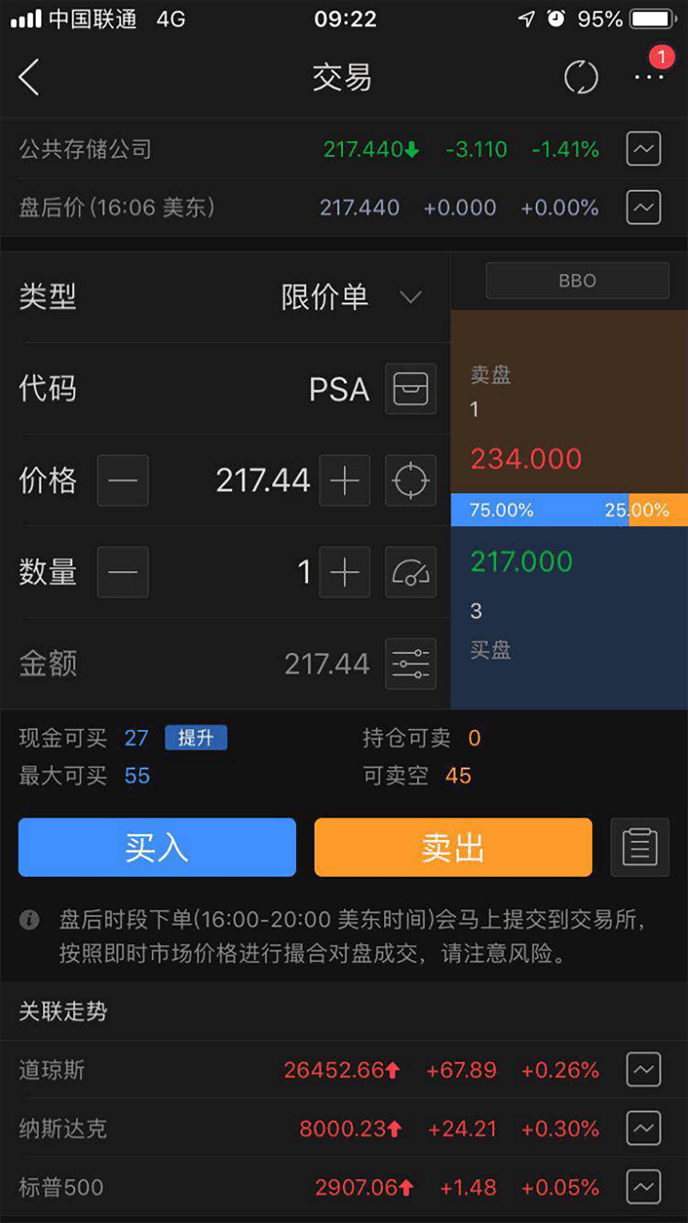 中国联通 4G 09:22 95%
交易 1
公共存储公司 217.440 -3.110 -1.41%
盘后价(16:06 美东) 217.440 +0.000 +0.00%
类型 限价单 BBO
卖盘
代码 PSA 1
234.000
价格 217.44
75.00% 25.00%
217.000
数量 1
3
买盘
金额 217.44
现金可买 27 提升 持仓可卖 0
最大可买 55 可卖空 45
买入 卖出
盘后时段下单(16:00-20:00 美东时间)会马上提交到交易所，
按照即时市场价格进行撮合对盘成交，请注意风险。
关联走势
道琼斯 26452.66 +67.89 +0.26%
纳斯达克 8000.23 +24.21 +0.30%
标普500 2907.06 +1.48 +0.05%